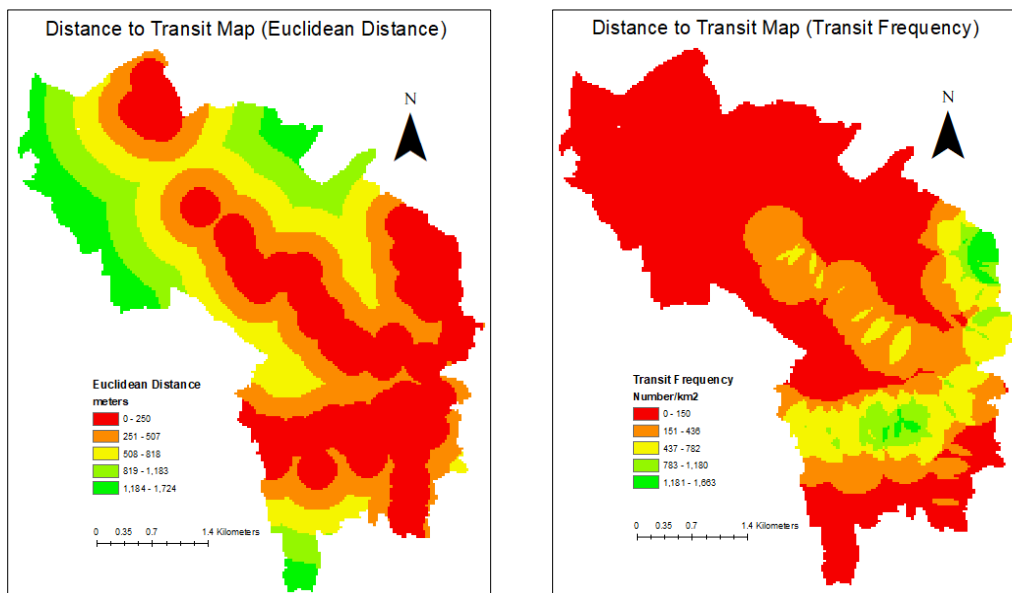 Distance to Transit Map (Euclidean Distance)
N
Euclidean Distance
meters
0 - 250
251 - 507
508 - 818
819 - 1,183
1,184 - 1,724
0 0.35 0.7 1.4 Kilometers
Distance to Transit Map (Transit Frequency)
N
Transit Frequency
Number/km2
0 - 150
151 - 436
437 - 782
783 - 1,180
1,181 - 1,663
0 0.35 0.7 1.4 Kilometers